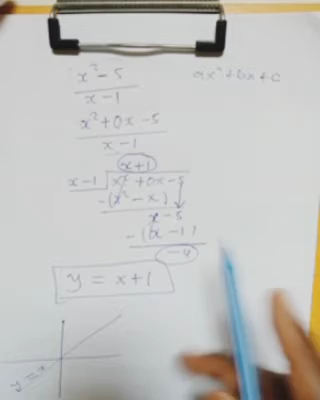 x² - 5 / x - 1
ax² + bx + c
x² + 0x - 5 / x - 1
x + 1
x - 1 x² + 0x - 5
- (x² - x)
x - 5
- (x - 1)
- 4
y = x + 1
y = x